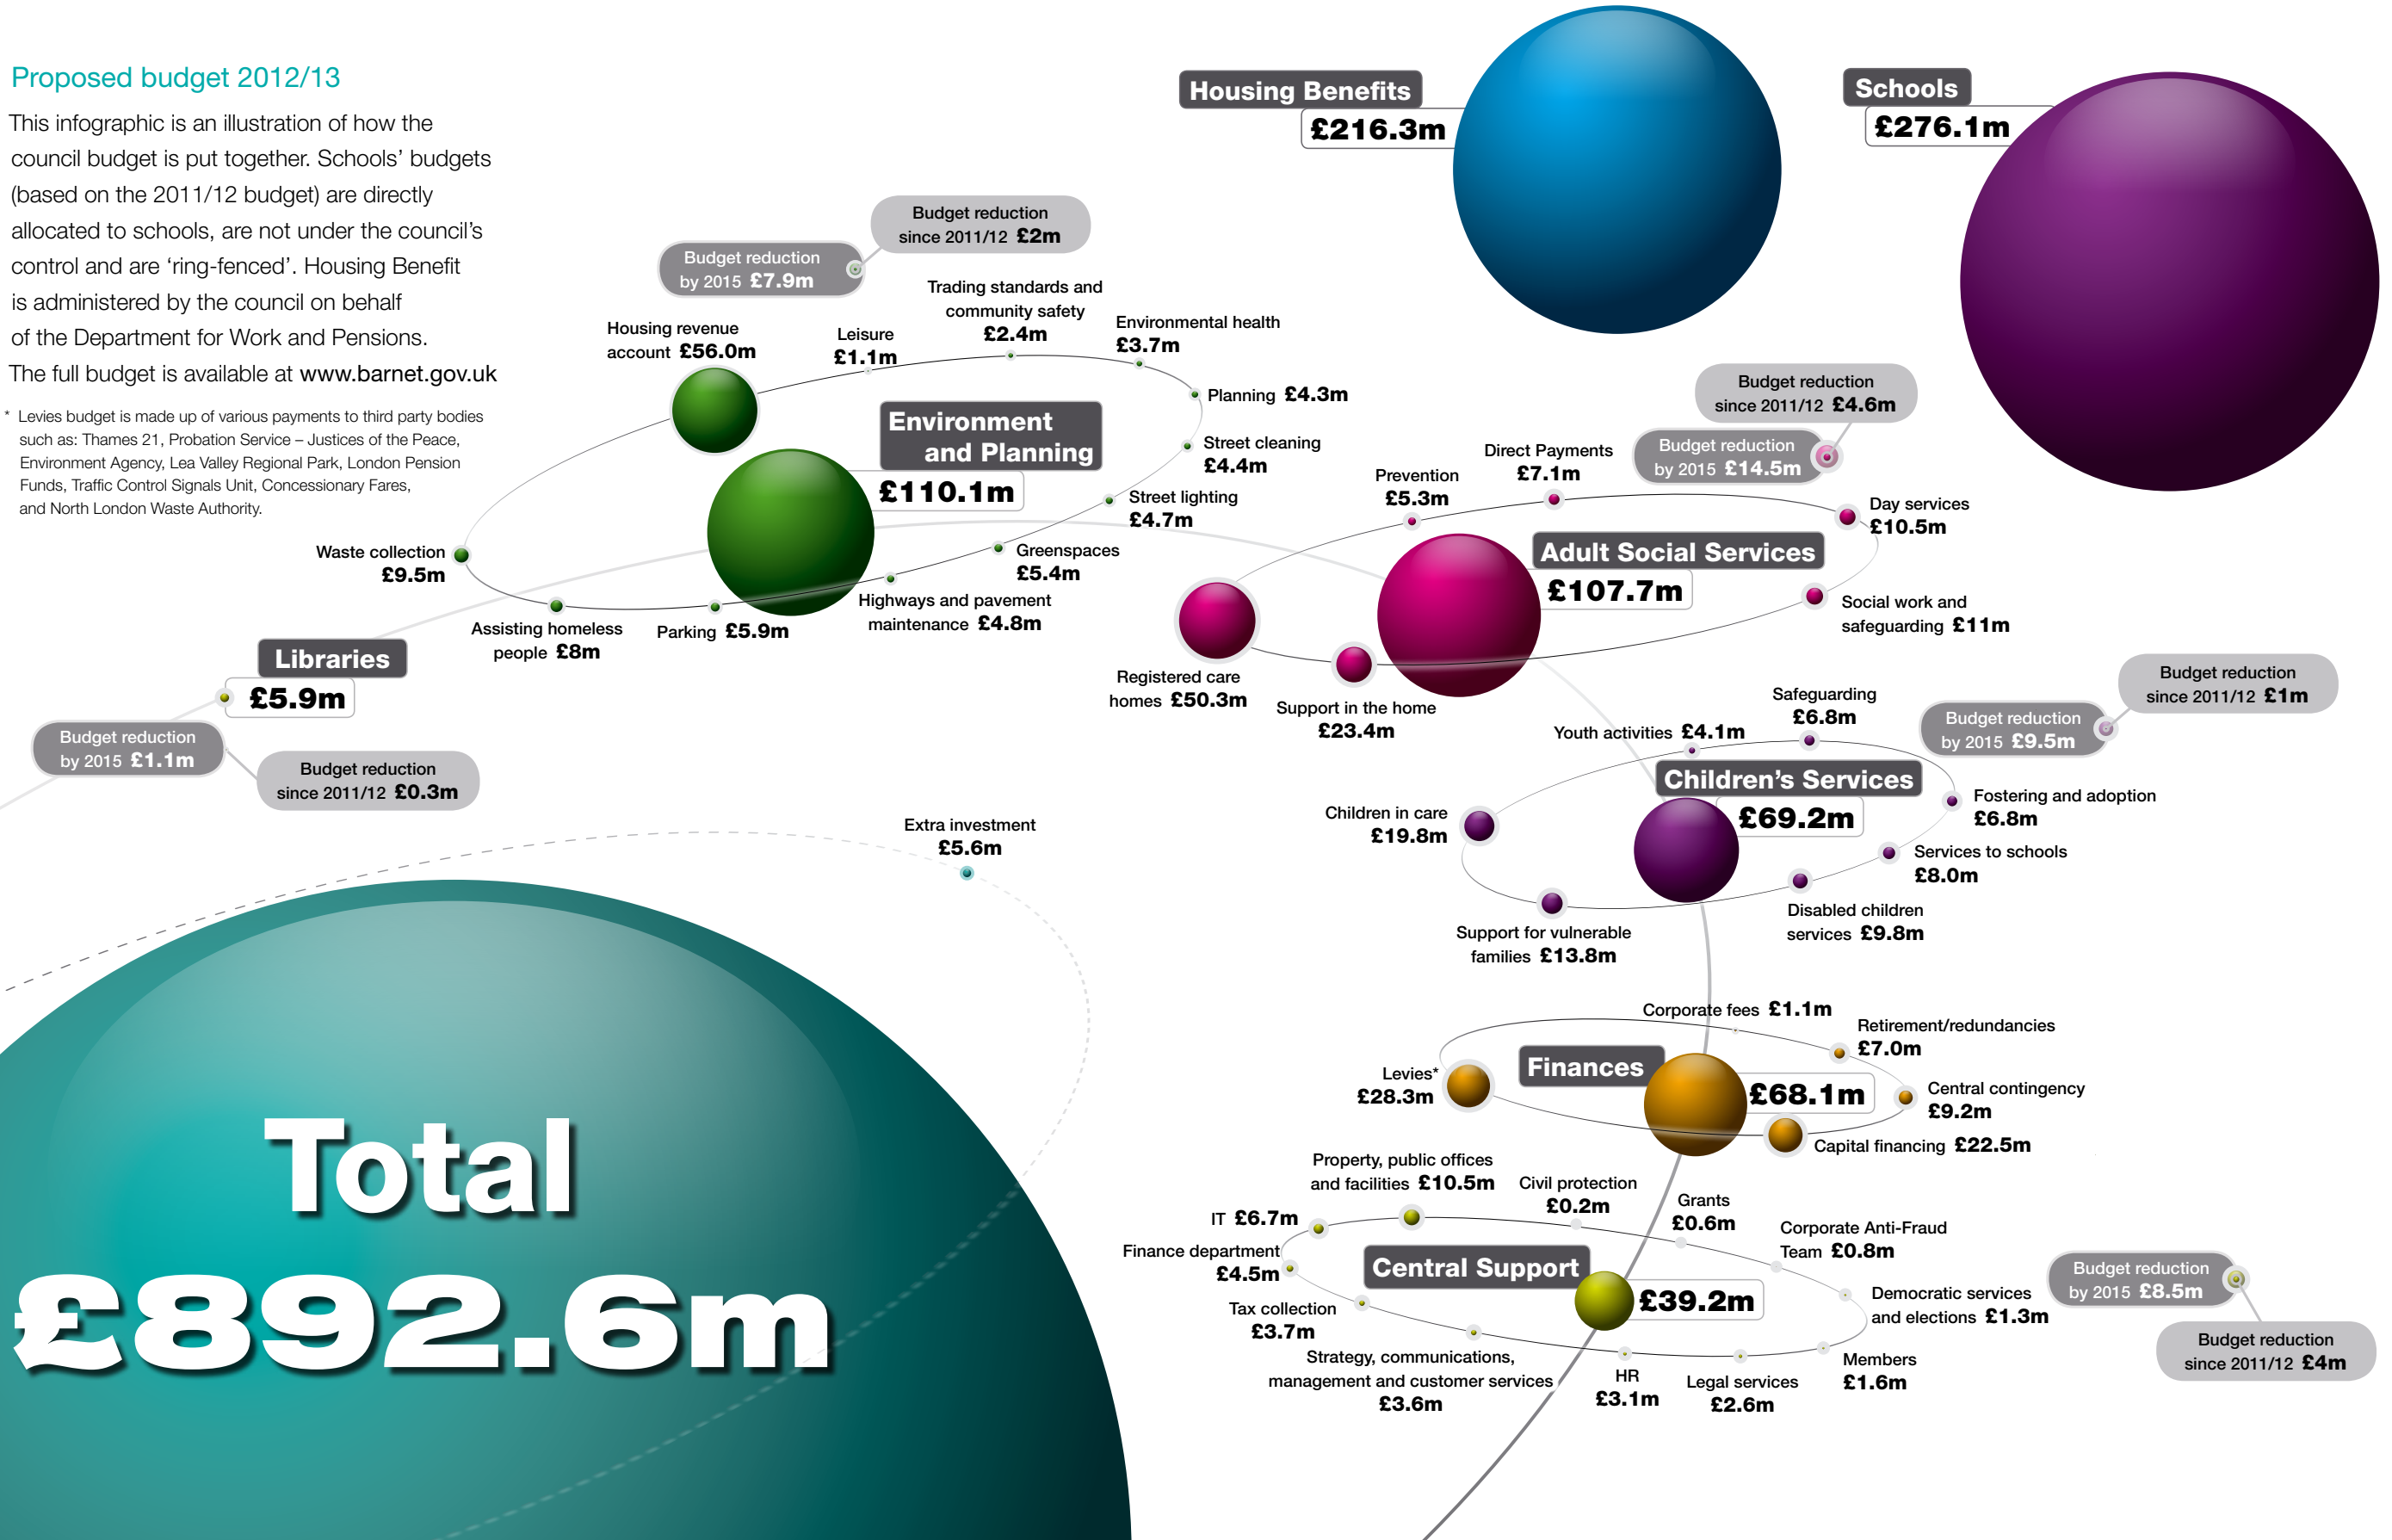 Proposed budget 2012/13
This infographic is an illustration of how the
council budget is put together. Schools’ budgets
(based on the 2011/12 budget) are directly
allocated to schools, are not under the council’s
control and are ‘ring-fenced’. Housing Benefit
is administered by the council on behalf
of the Department for Work and Pensions.
The full budget is available at www.barnet.gov.uk
* Levies budget is made up of various payments to third party bodies
such as: Thames 21, Probation Service – Justices of the Peace,
Environment Agency, Lea Valley Regional Park, London Pension
Funds, Traffic Control Signals Unit, Concessionary Fares,
and North London Waste Authority.
Housing Benefits
£216.3m
Schools
£276.1m
Budget reduction
since 2011/12 £2m
Budget reduction
by 2015 £7.9m
Housing revenue
account £56.0m
Leisure
£1.1m
Trading standards and
community safety
£2.4m
Environmental health
£3.7m
Planning £4.3m
Street cleaning
£4.4m
Street lighting
£4.7m
Greenspaces
£5.4m
Highways and pavement
maintenance £4.8m
Parking £5.9m
Assisting homeless
people £8m
Waste collection
£9.5m
Environment
and Planning
£110.1m
Libraries
£5.9m
Budget reduction
by 2015 £1.1m
Budget reduction
since 2011/12 £0.3m
Budget reduction
since 2011/12 £4.6m
Budget reduction
by 2015 £14.5m
Prevention
£5.3m
Direct Payments
£7.1m
Day services
£10.5m
Social work and
safeguarding £11m
Adult Social Services
£107.7m
Registered care
homes £50.3m
Support in the home
£23.4m
Budget reduction
since 2011/12 £1m
Budget reduction
by 2015 £9.5m
Youth activities £4.1m
Safeguarding
£6.8m
Children’s Services
£69.2m
Fostering and adoption
£6.8m
Services to schools
£8.0m
Disabled children
services £9.8m
Support for vulnerable
families £13.8m
Children in care
£19.8m
Extra investment
£5.6m
Corporate fees £1.1m
Retirement/redundancies
£7.0m
Central contingency
£9.2m
Capital financing £22.5m
Levies*
£28.3m
Finances
£68.1m
Property, public offices
and facilities £10.5m
Civil protection
£0.2m
Grants
£0.6m
Corporate Anti-Fraud
Team £0.8m
Democratic services
and elections £1.3m
Members
£1.6m
Legal services
£2.6m
HR
£3.1m
Strategy, communications,
management and customer services
£3.6m
Tax collection
£3.7m
Finance department
£4.5m
IT £6.7m
Central Support
£39.2m
Budget reduction
by 2015 £8.5m
Budget reduction
since 2011/12 £4m
Total
£892.6m